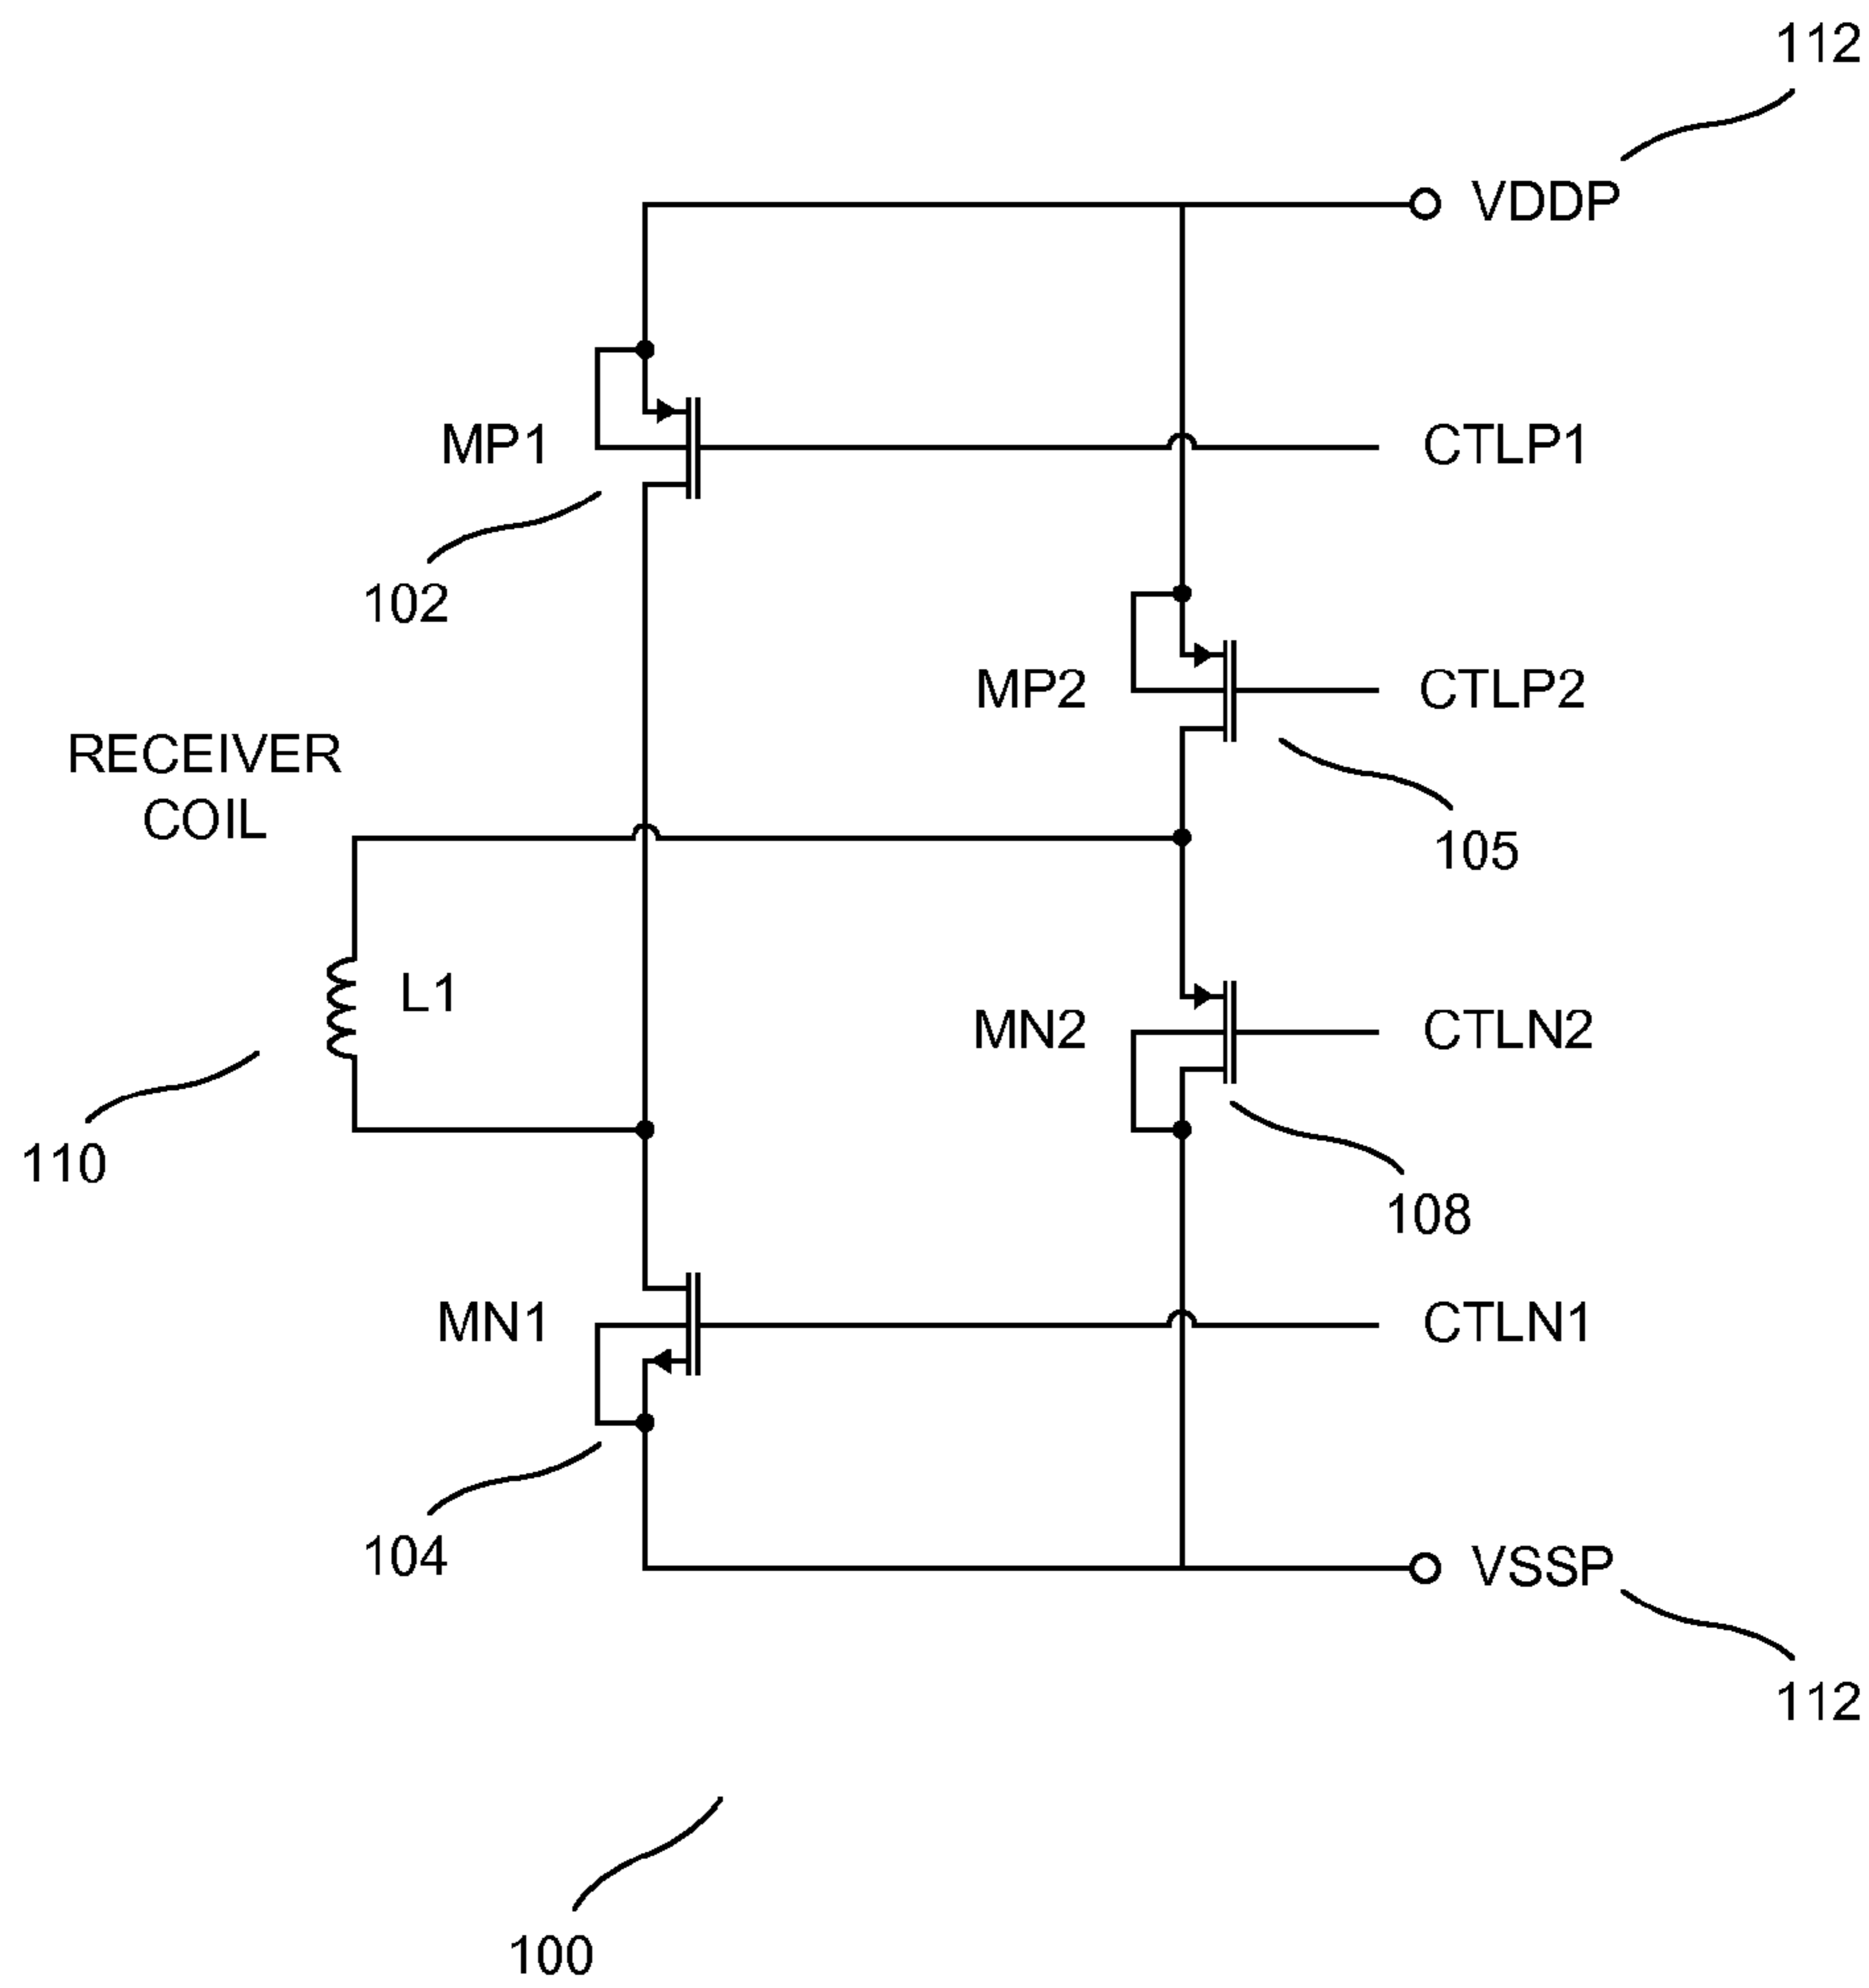 112
VDDP
MP1
CTLP1
102
MP2
CTLP2
RECEIVER
COIL
105
L1
MN2
CTLN2
110
108
MN1
CTLN1
104
VSSP
112
100